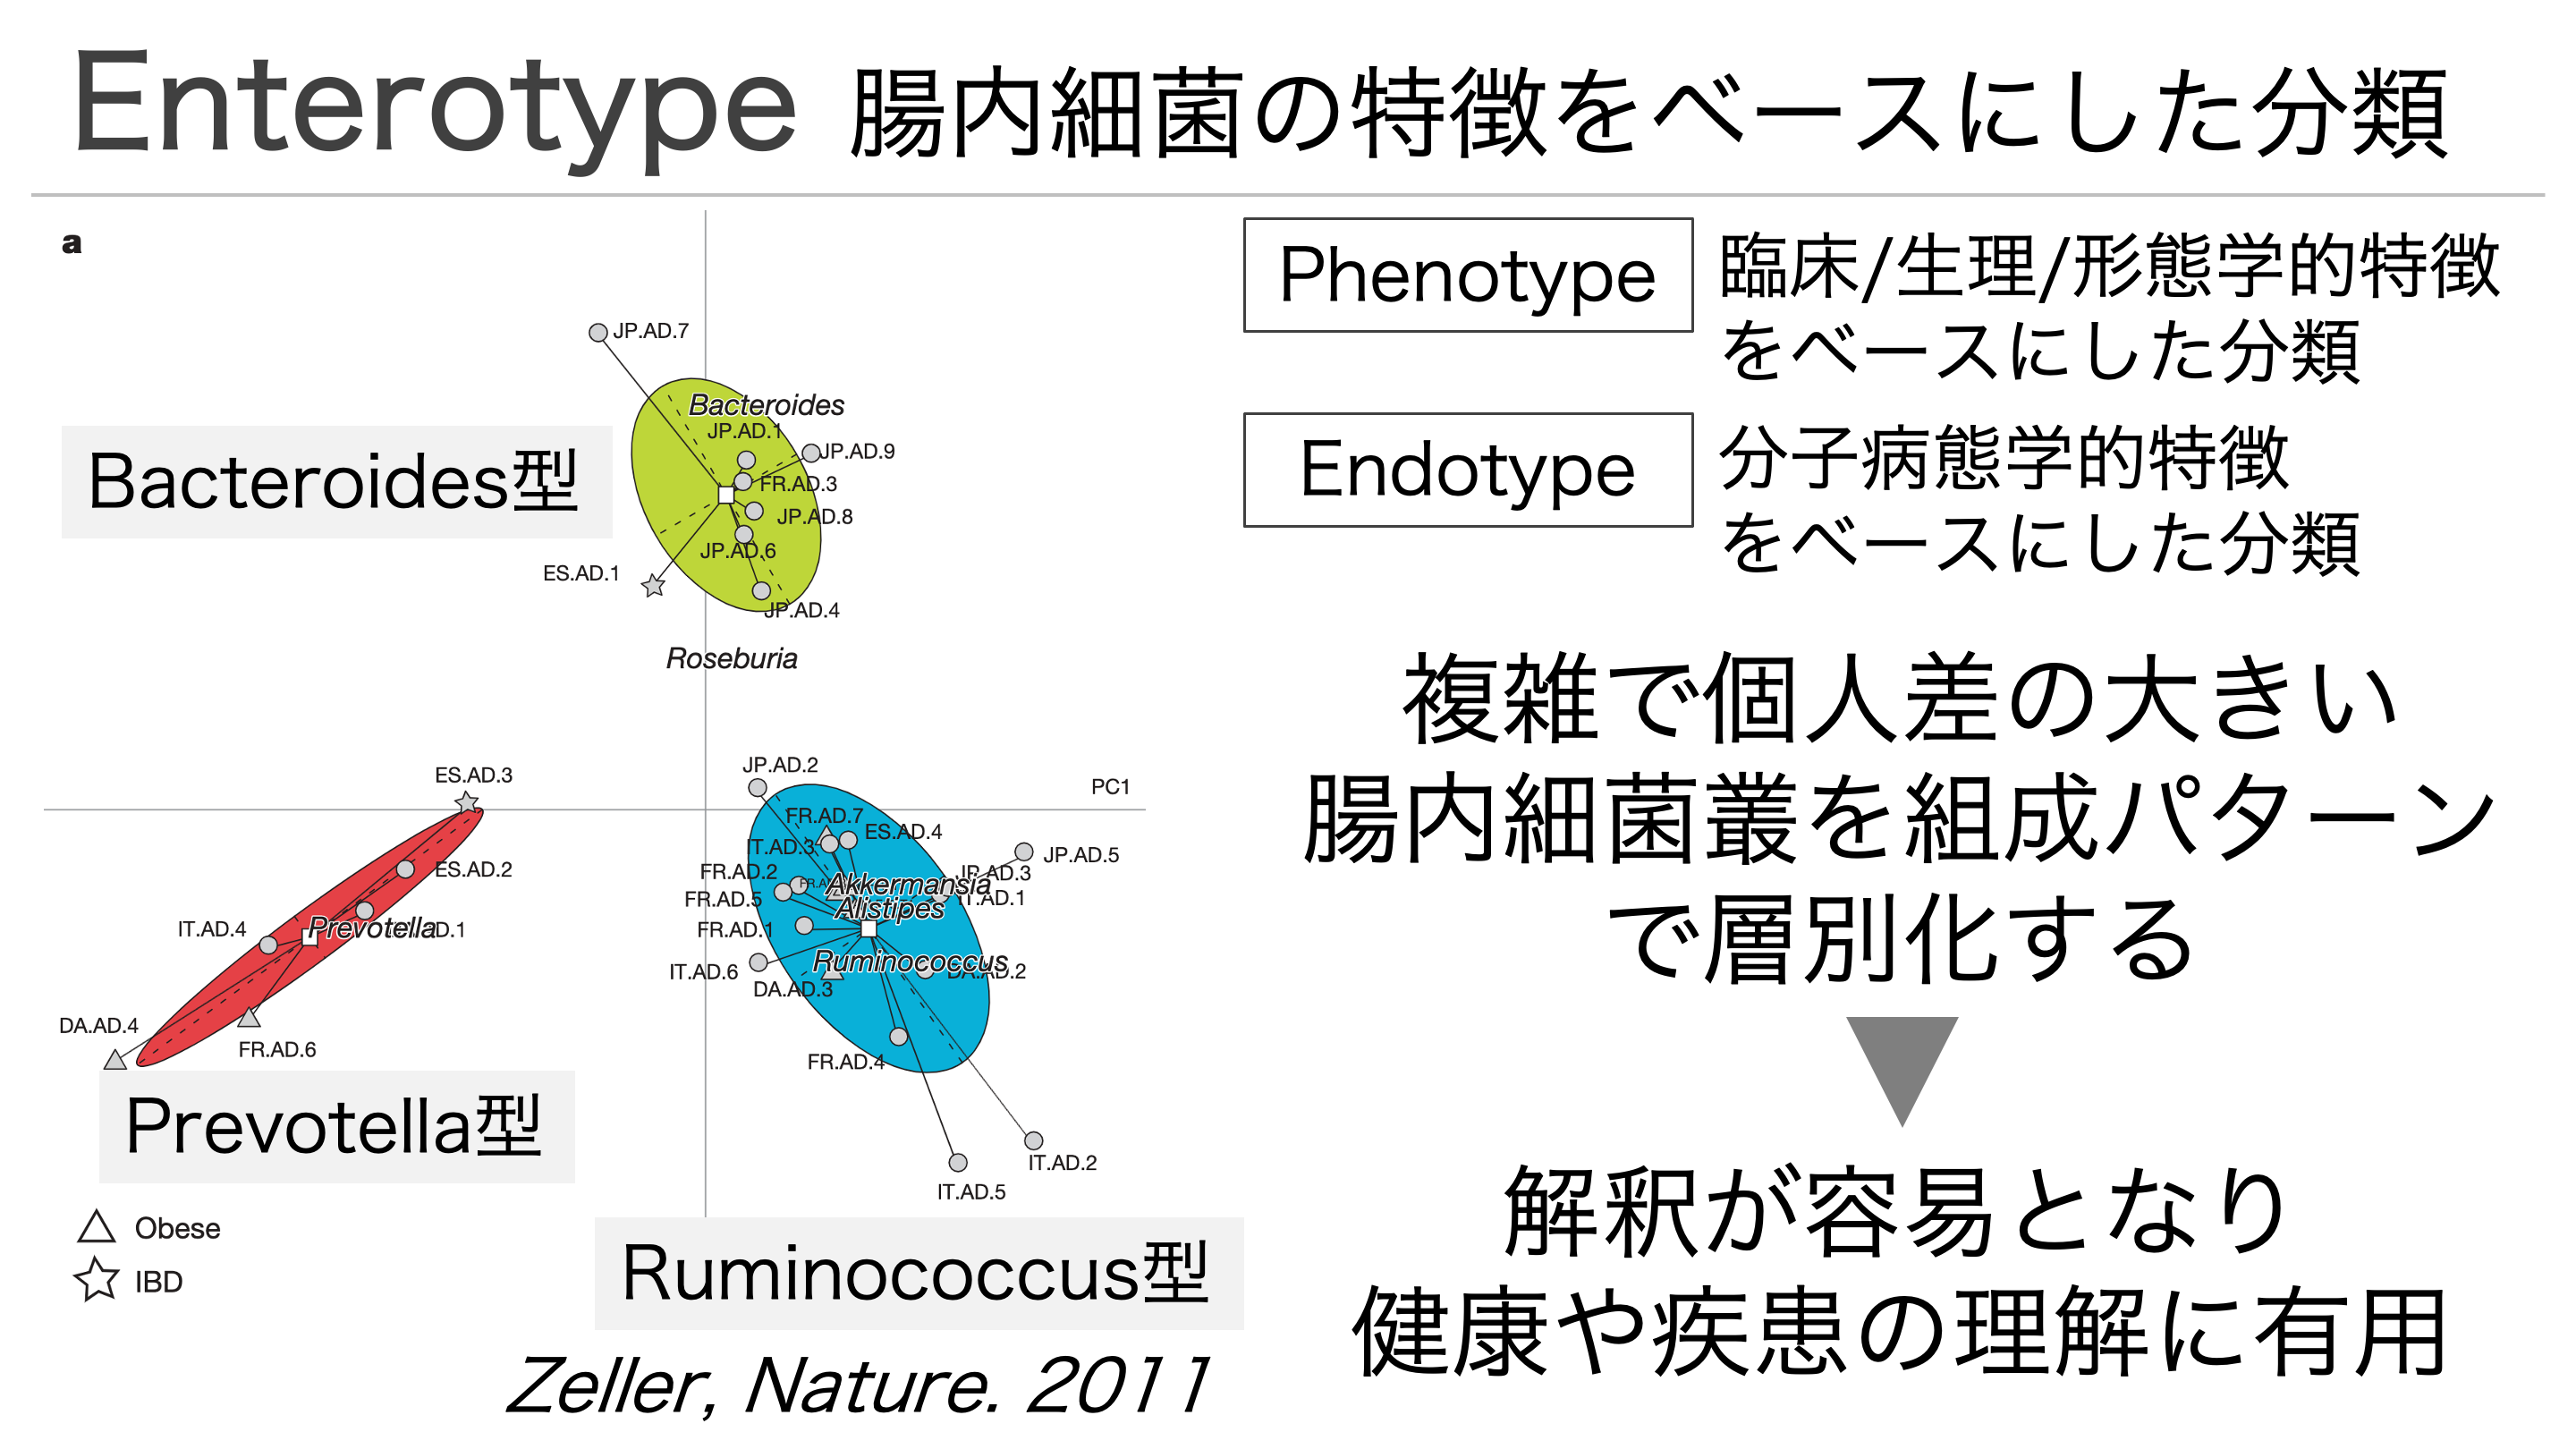 Enterotype 腸内細菌の特徴をベースにした分類
a
JP.AD.7
Bacteroides
JP.AD.1
JP.AD.9
FR.AD.3
JP.AD.8
JP.AD.6
ES.AD.1
JP.AD.4
Roseburia
Bacteroides型
ES.AD.3
ES.AD.2
IT.AD.4
Prevotella
D.1
DA.AD.4
FR.AD.6
Prevotella型
PC1
JP.AD.2
FR.AD.7
ES.AD.4
IT.AD.3
JP.AD.5
FR.AD.2
JP.AD.3
Akkermansia
FR.AD.5
IT.AD.1
Alistipes
FR.AD.1
Ruminococcus
IT.AD.6
DA.AD.2
DA.AD.3
FR.AD.4
IT.AD.2
IT.AD.5
Obese
IBD
Ruminococcus型
Zeller, Nature. 2011
Phenotype
臨床/生理/形態学的特徴
をベースにした分類
Endotype
分子病態学的特徴
をベースにした分類
複雑で個人差の大きい
腸内細菌叢を組成パターン
で層別化する
解釈が容易となり
健康や疾患の理解に有用